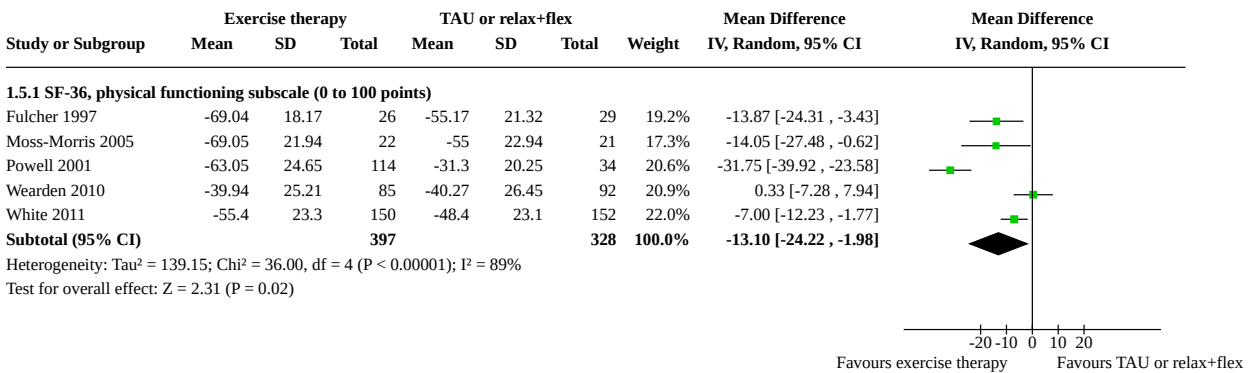 Exercise therapy TAU or relax+flex Mean Difference Mean Difference
Study or Subgroup Mean SD Total Mean SD Total Weight IV, Random, 95% CI IV, Random, 95% CI
1.5.1 SF-36, physical functioning subscale (0 to 100 points)
Fulcher 1997 -69.04 18.17 26 -55.17 21.32 29 19.2% -13.87 [-24.31 , -3.43]
Moss-Morris 2005 -69.05 21.94 22 -55 22.94 21 17.3% -14.05 [-27.48 , -0.62]
Powell 2001 -63.05 24.65 114 -31.3 20.25 34 20.6% -31.75 [-39.92 , -23.58]
Wearden 2010 -39.94 25.21 85 -40.27 26.45 92 20.9% 0.33 [-7.28 , 7.94]
White 2011 -55.4 23.3 150 -48.4 23.1 152 22.0% -7.00 [-12.23 , -1.77]
Subtotal (95% CI) 397 328 100.0% -13.10 [-24.22 , -1.98]
Heterogeneity: Tau² = 139.15; Chi² = 36.00, df = 4 (P < 0.00001); I² = 89%
Test for overall effect: Z = 2.31 (P = 0.02)
-20 -10 0 10 20
Favours exercise therapy Favours TAU or relax+flex